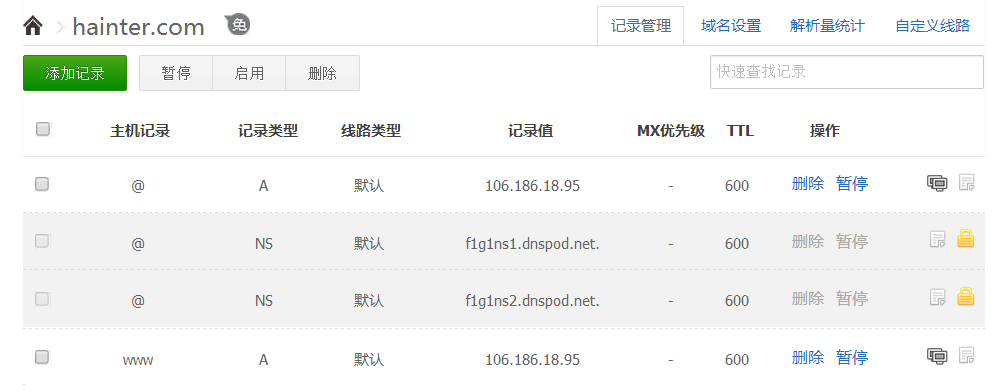 hainter.com 免 记录管理 域名设置 解析量统计 自定义线路
添加记录 暂停 启用 删除 快速查找记录
主机记录 记录类型 线路类型 记录值 MX优先级 TTL 操作
@ A 默认 106.186.18.95 - 600 删除 暂停
@ NS 默认 f1g1ns1.dnspod.net. - 600 删除 暂停
@ NS 默认 f1g1ns2.dnspod.net. - 600 删除 暂停
www A 默认 106.186.18.95 - 600 删除 暂停